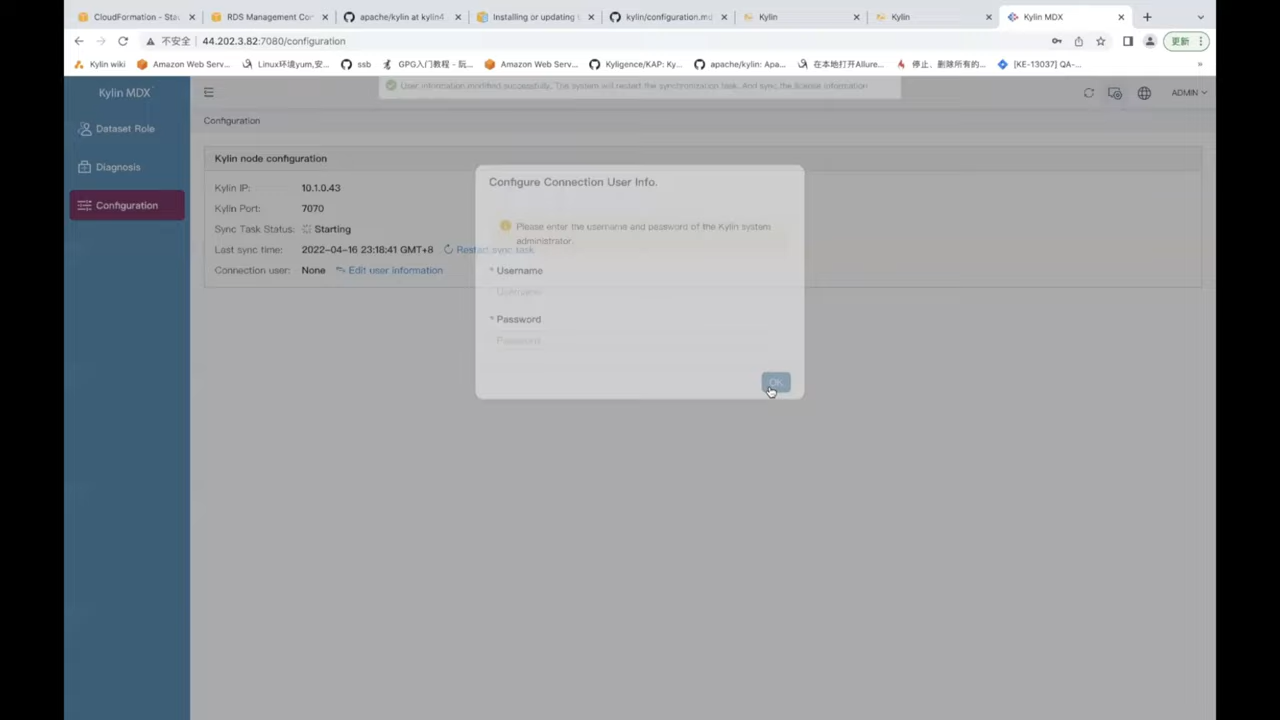 CloudFormation - Stac
RDS Management Con
apache/kylin at kylin4
Installing or updating t
kylin/configuration.md
Kylin
Kylin
Kylin MDX
不安全
44.202.3.82:7080/configuration
更新
Kylin wiki
Amazon Web Serv...
Linux环境yum,安...
ssb
GPG入门教程 - 阮...
Amazon Web Serv...
Kyligence/KAP: Ky...
apache/kylin: Apa...
在本地打开Allure...
停止、删除所有的...
[KE-13037] QA-...
Kylin MDX
User information modified successfully. The system will restart the synchronization task. And sync the license information
ADMIN
Dataset Role
Diagnosis
Configuration
Configuration
Kylin node configuration
Kylin IP: 10.1.0.43
Kylin Port: 7070
Sync Task Status: Starting
Last sync time: 2022-04-16 23:18:41 GMT+8 Restart sync task
Connection user: None Edit user information
Configure Connection User Info.
Please enter the username and password of the Kylin system
administrator.
* Username
Username
* Password
Password
OK